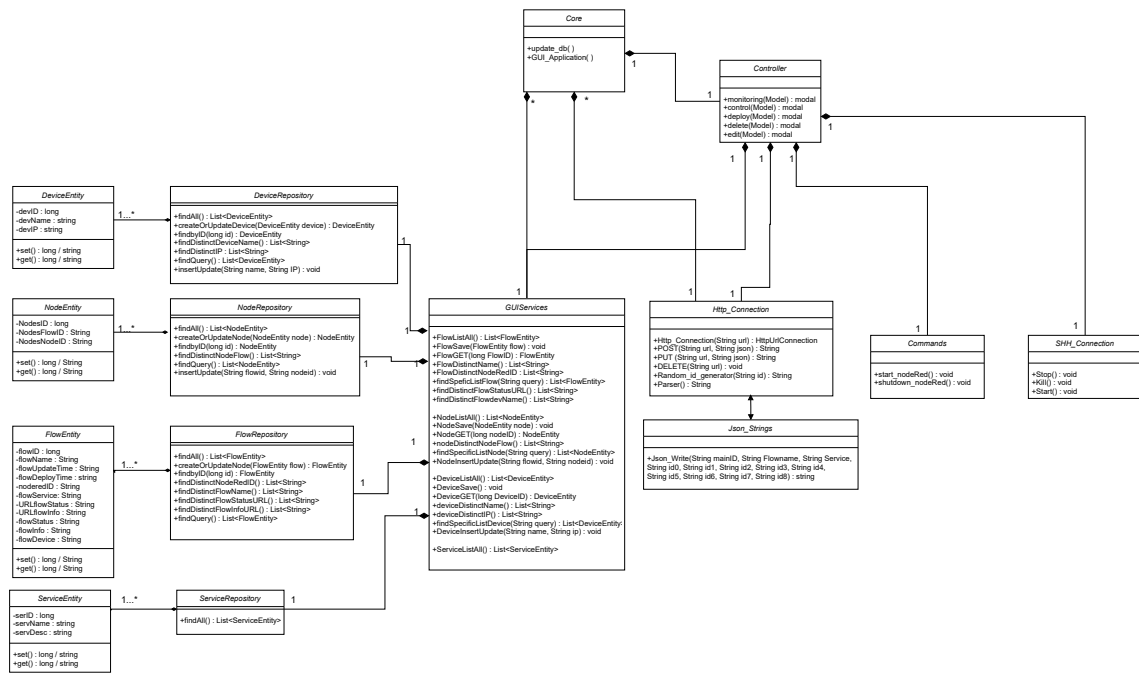 Core
+update_db( )
+GUI_Application( )
1
*
*
1
Controller
+monitoring(Model) : modal
+control(Model) : modal
+deploy(Model) : modal
+delete(Model) : modal
+edit(Model) : modal
1
1
1
1
DeviceEntity
-devID : long
-devName : string
-devIP : string
+set() : long / string
+get() : long / string
1...*
DeviceRepository
+findAll() : List<DeviceEntity>
+createOrUpdateDevice(DeviceEntity device) : DeviceEntity
+findbyID(long id) : DeviceEntity
+findDistinctDeviceName() : List<String>
+findDistinctIP : List<String>
+findQuery() : List<DeviceEntity>
+insertUpdate(String name, String IP) : void
1
NodeEntity
-NodesID : long
-NodesFlowID : String
-NodesNodeID : String
+set() : long / String
+get() : long / String
1...*
NodeRepository
+findAll() : List<NodeEntity>
+createOrUpdateNode(NodeEntity node) : NodeEntity
+findbyID(long id) : NodeEntity
+findDistinctNodeFlow() : List<String>
+findQuery() : List<NodeEntity>
+insertUpdate(String flowid, String nodeid) : void
1
1
1
1
GUIServices
+FlowListAll() : List<FlowEntity>
+FlowSave(FlowEntity flow) : void
+FlowGET(long FlowID) : FlowEntity
+FlowDistinctName() : List<String>
+FlowDistinctNodeRedID() : List<String>
+findSpeficListFlow(String query) : List<FlowEntity>
+findDistinctFlowStatusURL() : List<String>
+findDistinctFlowdevName() : List<String>
+NodeListAll() : List<NodeEntity>
+NodeSave(NodeEntity node) : void
+NodeGET(long nodeID) : NodeEntity
+nodeDistinctNodeFlow() : List<String>
+findSpecificListNode(String query) : List<NodeEntity>
+NodeInsertUpdate(String flowid, String nodeid) : void
+DeviceListAll() : List<DeviceEntity>
+DeviceSave() : void
+DeviceGET(long DeviceID) : DeviceEntity
+deviceDistinctName() : List<String>
+deviceDistinctIP() : List<String>
+findSpecificListDevice(String query) : List<DeviceEntity>
+DeviceInsertUpdate(String name, String ip) : void
+ServiceListAll() : List<ServiceEntity>
1
1
Http_Connection
+Http_Connection(String url) : HttpUrlConnection
+POST(String url, String json) : String
+PUT (String url, String json) : String
+DELETE(String url) : void
+Random_id_generator(String id) : String
+Parser() : String
1
Commands
+start_nodeRed() : void
+shutdown_nodeRed() : void
1
SHH_Connection
+Stop() : void
+Kill() : void
+Start() : void
Json_Strings
+Json_Write(String mainID, String Flowname, String Service,
String id0, String id1, String id2, String id3, String id4,
String id5, String id6, String id7, String id8) : string
FlowEntity
-flowID : long
-flowName : String
-flowUpdateTime : String
-flowDeployTime : string
-noderedID : String
-flowService : String
-URLflowStatus : String
-URLflowInfo : String
-flowStatus : String
-flowInfo : String
-flowDevice : String
+set() : long / String
+get() : long / String
1...*
FlowRepository
+findAll() : List<FlowEntity>
+createOrUpdateNode(FlowEntity flow) : FlowEntity
+findbyID(long id) : FlowEntity
+findDistinctNodeRedID() : List<String>
+findDistinctFlowName() : List<String>
+findDistinctFlowStatusURL() : List<String>
+findDistinctFlowInfoURL() : List<String>
+findQuery() : List<FlowEntity>
1
1
1
ServiceEntity
-serID : long
-servName : string
-servDesc : string
+set() : long / string
+get() : long / string
1...*
ServiceRepository
+findAll() : List<ServiceEntity>
1